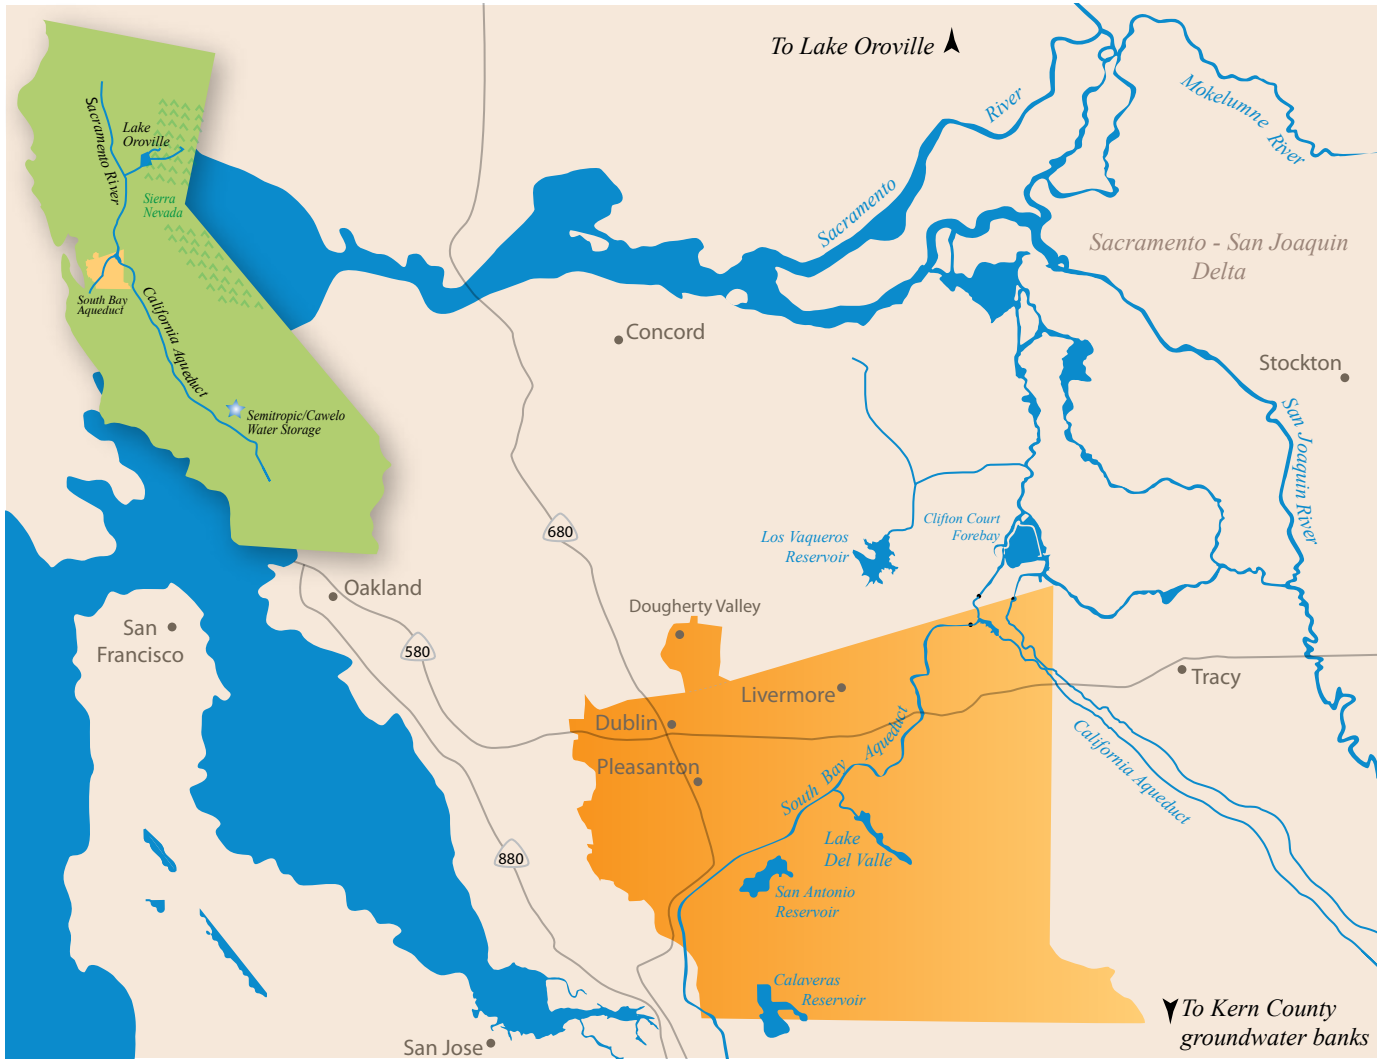 To Lake Oroville
Mokelumne River
River
Sacramento
Sacramento River
Lake
Oroville
Sierra
Nevada
South Bay
Aqueduct
California Aqueduct
Semitropic/Cawelo
Water Storage
Sacramento - San Joaquin
Delta
Concord
Stockton
San Joaquin River
680
Los Vaqueros
Reservoir
Clifton Court
Forebay
Oakland
San
Francisco
580
Dougherty Valley
Livermore
Tracy
Dublin
Pleasanton
South Bay Aqueduct
California Aqueduct
Lake
Del Valle
880
San Antonio
Reservoir
Calaveras
Reservoir
San Jose
To Kern County
groundwater banks